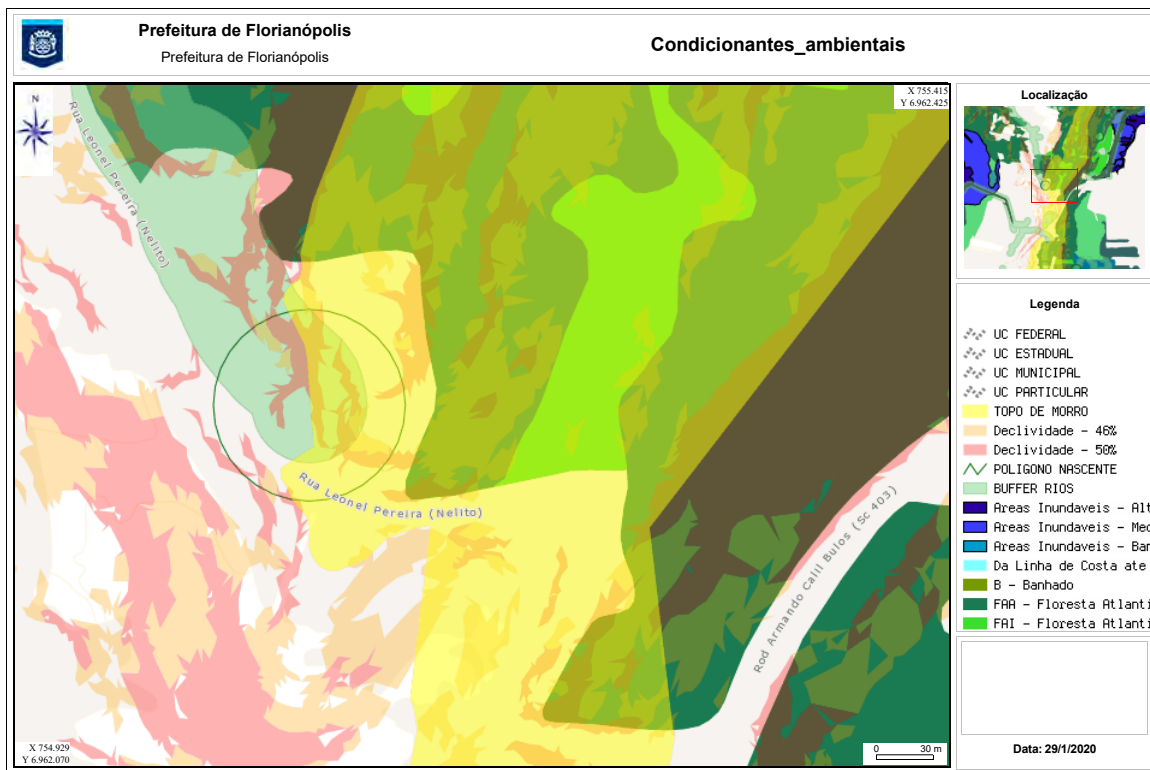 Prefeitura de Florianópolis
Prefeitura de Florianópolis
Condicionantes_ambientais
N
X 755.415
Y 6.962.425
Rua Leonel Pereira (Nelito)
Rua Leonel Pereira (Nelito)
Rod Armando Calil Bulos (Sc 403)
X 754.929
Y 6.962.070
0 30 m
Localização
Legenda
UC FEDERAL
UC ESTADUAL
UC MUNICIPAL
UC PARTICULAR
TOPO DE MORRO
Declividade - 46%
Declividade - 50%
POLIGONO NASCENTE
BUFFER RIOS
Areas Inundaveis - Alt
Areas Inundaveis - Med
Areas Inundaveis - Bar
Da Linha de Costa ate
B - Banhado
FAA - Floresta Atlanti
FAI - Floresta Atlanti
Data: 29/1/2020